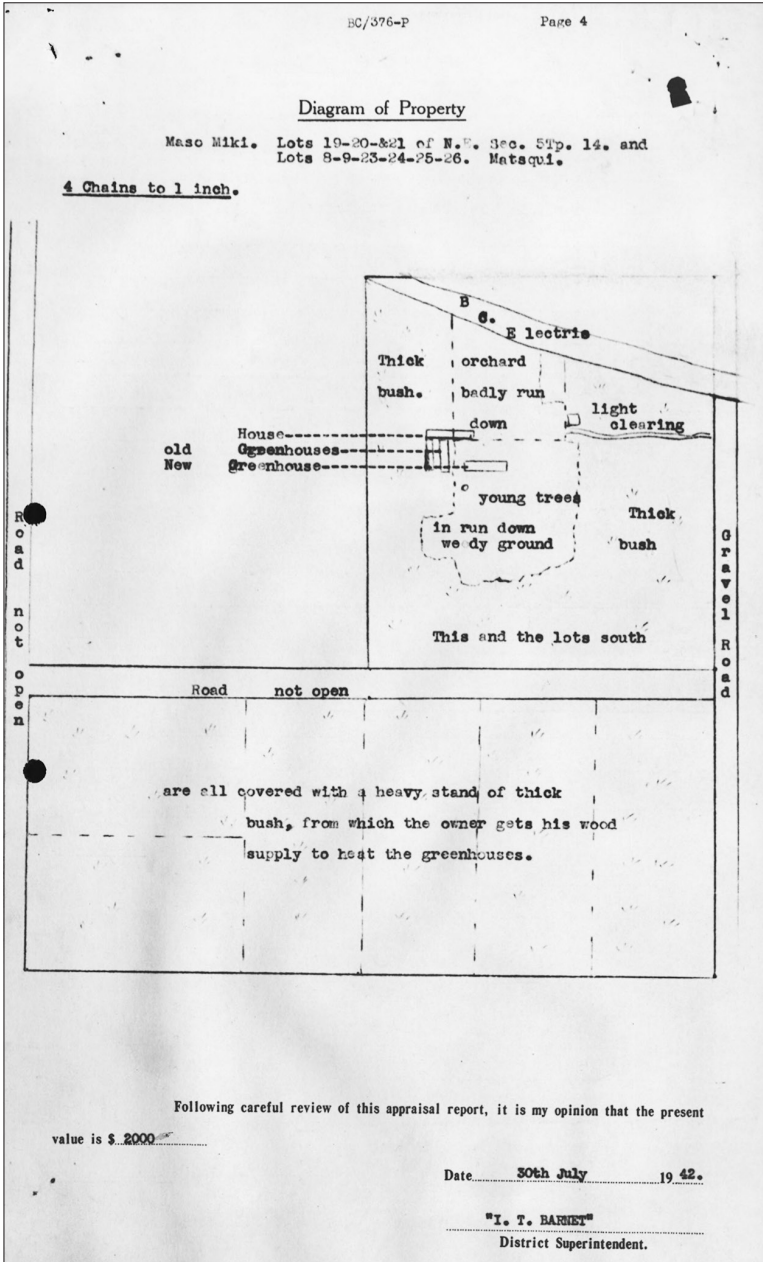 BC/376-P Page 4
Diagram of Property
Maso Miki. Lots 19-20-&21 of N.E. Sec. 5Tp. 14. and
Lots 8-9-23-24-25-26. Matsqui.
4 Chains to 1 inch.
B
C.
E lectric
Thick
bush.
orchard
badly run
down
light
clearing
House
old Greenhouses
New Greenhouse
young trees
in run down
we dy ground
Thick
bush
This and the lots south
Road not open
Gravel Road
Road not open
are all covered with a heavy stand of thick
bush, from which the owner gets his wood
supply to heat the greenhouses.
Following careful review of this appraisal report, it is my opinion that the present
value is $ 2000
Date 30th July 19 42.
"I. T. BARNET"
District Superintendent.